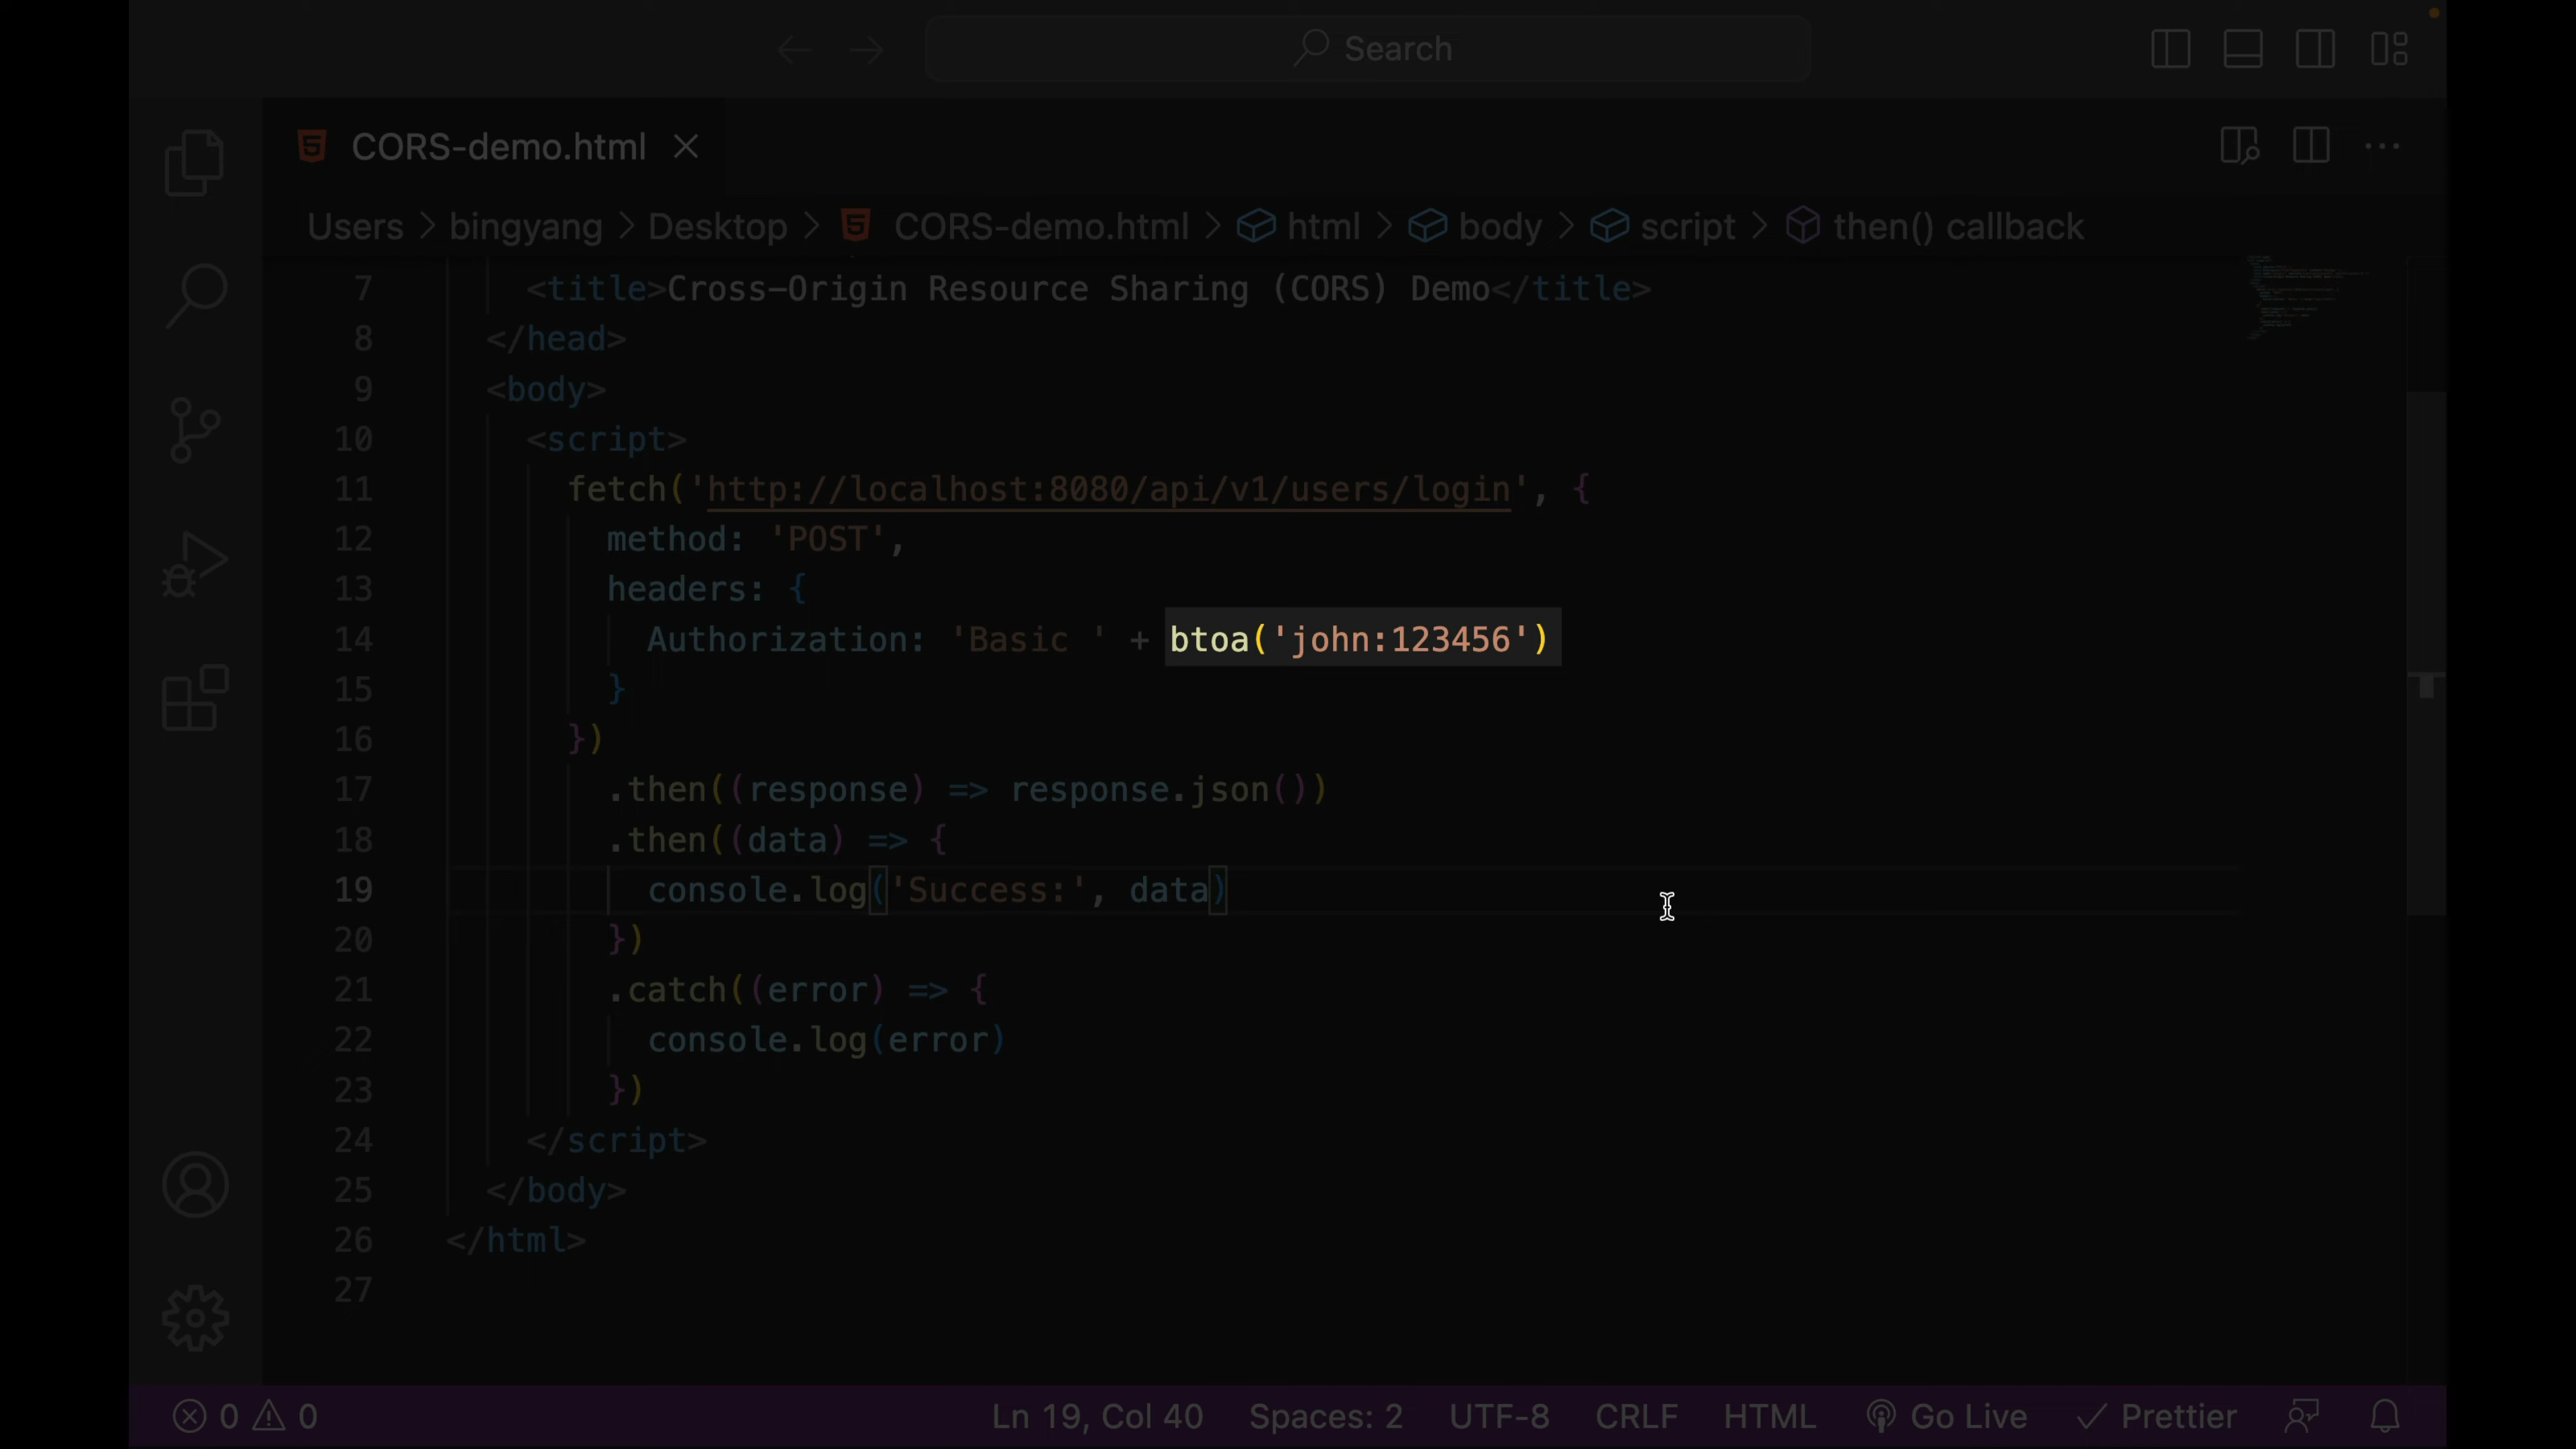 Search
CORS-demo.html
Users > bingyang > Desktop > CORS-demo.html > html > body > script > then() callback
7 <title>Cross-Origin Resource Sharing (CORS) Demo</title>
8 </head>
9 <body>
10 <script>
11 fetch('http://localhost:8080/api/v1/users/login', {
12 method: 'POST',
13 headers: {
14 Authorization: 'Basic ' + btoa('john:123456')
15 }
16 })
17 .then((response) => response.json())
18 .then((data) => {
19 console.log('Success:', data)
20 })
21 .catch((error) => {
22 console.log(error)
23 })
24 </script>
25 </body>
26 </html>
27
0 0 Ln 19, Col 40 Spaces: 2 UTF-8 CRLF HTML Go Live Prettier